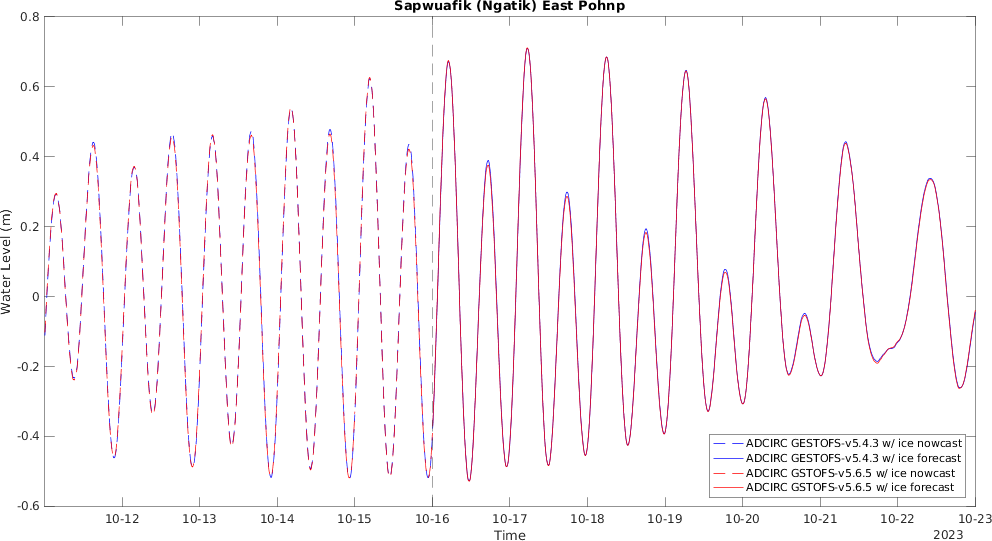 Sapwuafik (Ngatik) East Pohnp
0.8
0.6
0.4
0.2
0
-0.2
-0.4
-0.6
Water Level (m)
ADCIRC GESTOFS-v5.4.3 w/ ice nowcast
ADCIRC GESTOFS-v5.4.3 w/ ice forecast
ADCIRC GSTOFS-v5.6.5 w/ ice nowcast
ADCIRC GSTOFS-v5.6.5 w/ ice forecast
10-12 10-13 10-14 10-15 10-16 10-17 10-18 10-19 10-20 10-21 10-22 10-23
Time
2023